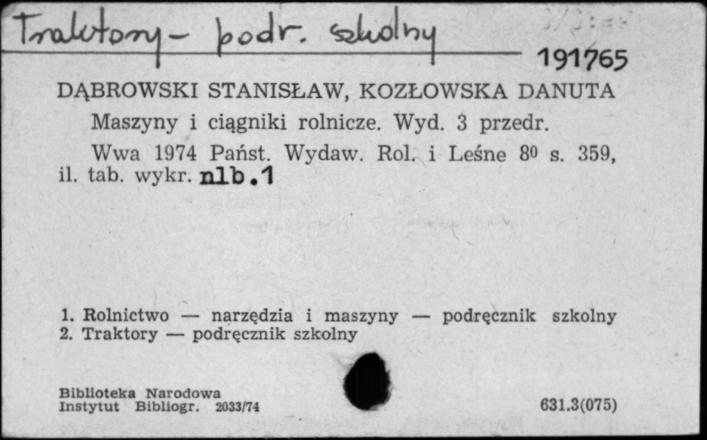 Traktory - podr. szkolny
191765
DĄBROWSKI STANISŁAW, KOZŁOWSKA DANUTA
Maszyny i ciągniki rolnicze. Wyd. 3 przedr.
Wwa 1974 Państ. Wydaw. Rol. i Leśne 8⁰ s. 359,
il. tab. wykr. nlb.1
1. Rolnictwo — narzędzia i maszyny — podręcznik szkolny
2. Traktory — podręcznik szkolny
Biblioteka Narodowa
Instytut Bibliogr. 2033/74
631.3(075)